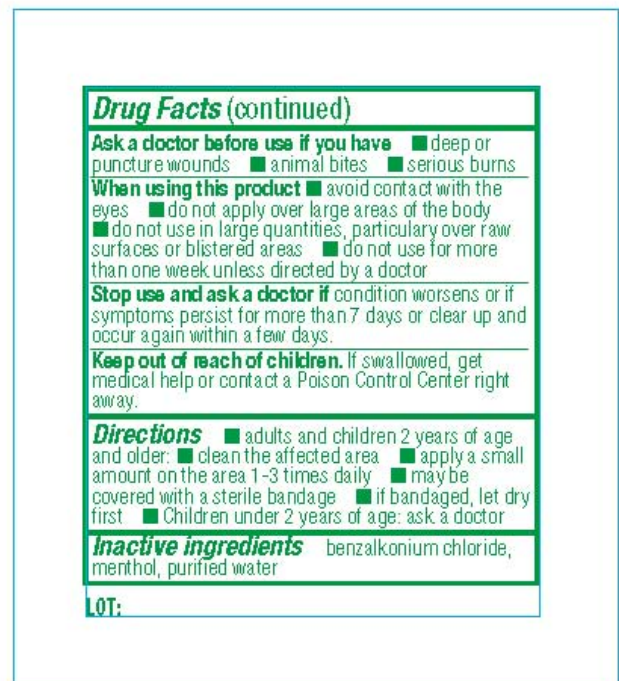 Drug Facts (continued)
Ask a doctor before use if you have ■ deep or
puncture wounds ■ animal bites ■ serious burns
When using this product ■ avoid contact with the
eyes ■ do not apply over large areas of the body
■ do not use in large quantities, particulary over raw
surfaces or blistered areas ■ do not use for more
than one week unless directed by a doctor
Stop use and ask a doctor if condition worsens or if
symptoms persist for more than 7 days or clear up and
occur again within a few days.
Keep out of reach of children. If swallowed, get
medical help or contact a Poison Control Center right
away.
Directions ■ adults and children 2 years of age
and older: ■ clean the affected area ■ apply a small
amount on the area 1-3 times daily ■ may be
covered with a sterile bandage ■ if bandaged, let dry
first ■ Children under 2 years of age: ask a doctor
Inactive ingredients benzalkonium chloride,
menthol, purified water
LOT: